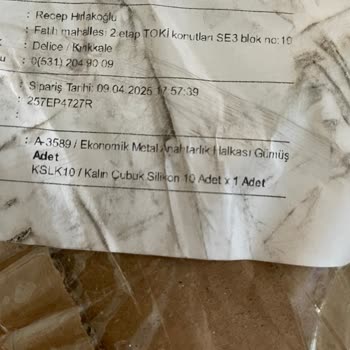 : Recep Hırlakoğlu
: Fatih mahallesi 2.etap TOKİ konutları SE3 blok no:10
: Delice / Kırıkkale
: 0(531) 204 90 09
: Sipariş Tarihi: 09.04.2025 17:57:39
: 257EP4727R
:
: A-3589 / Ekonomik Metal Anahtarlık Halkası Gümüş
Adet
KSLK10 / Kalın Çubuk Silikon 10 Adet x 1 Adet